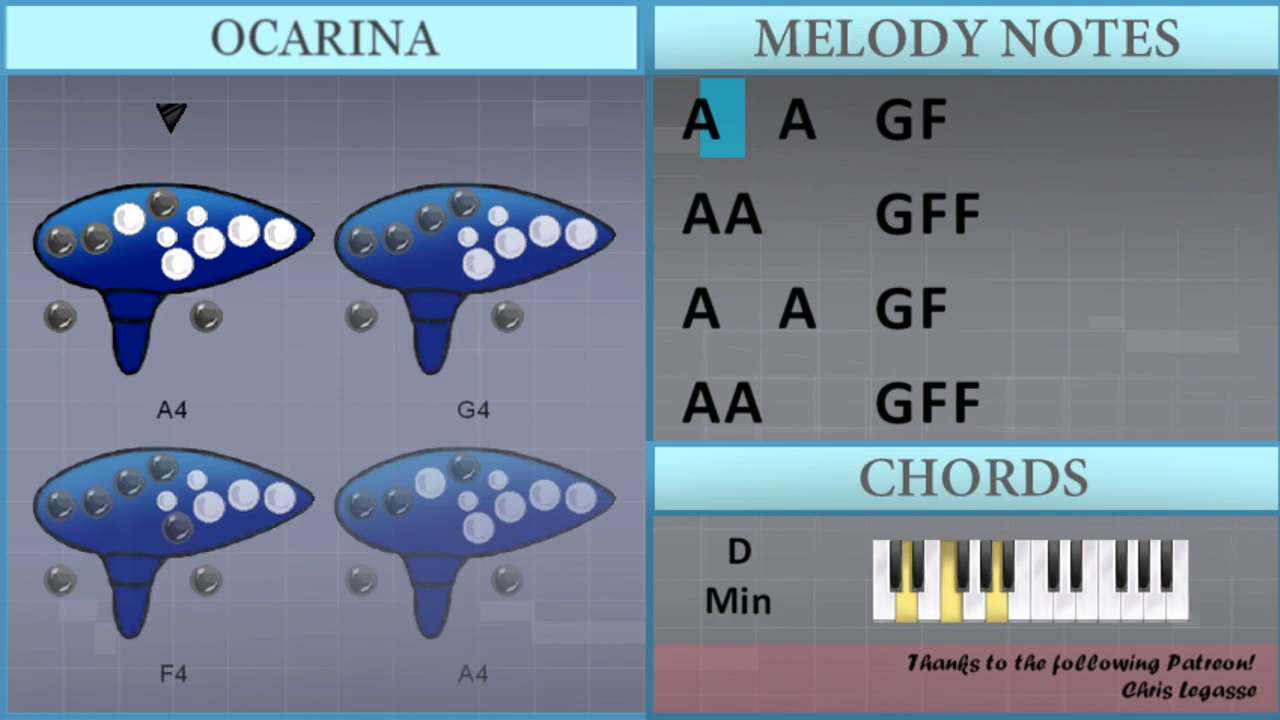 OCARINA
A4
G4
F4
A4
MELODY NOTES
A A GF
AA GFF
A A GF
AA GFF
CHORDS
D
Min
Thanks to the following Patreon!
Chris Legasse